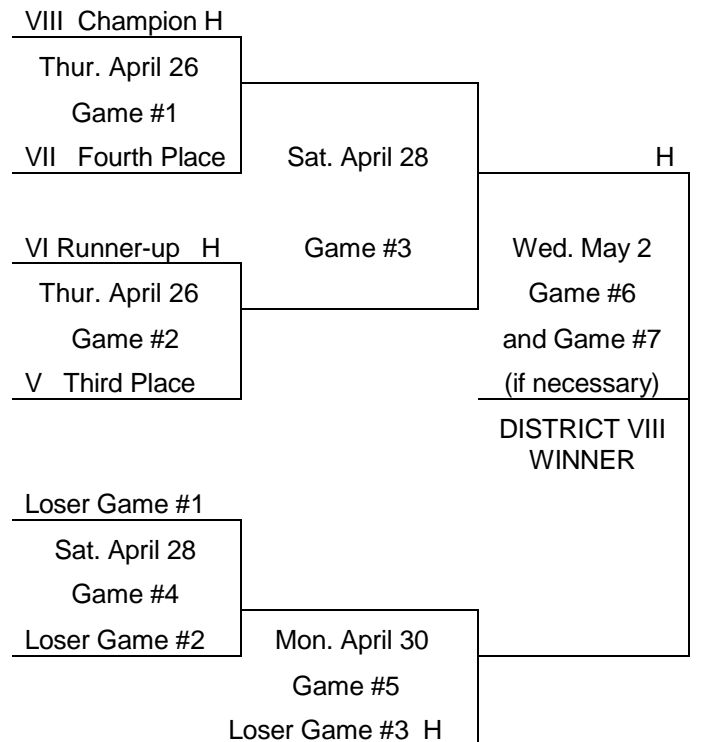 VIII Champion H
Thur. April 26
Game #1
VII Fourth Place
Sat. April 28
H
VI Runner-up H
Game #3
Wed. May 2
Thur. April 26
Game #6
Game #2
and Game #7
V Third Place
(if necessary)
DISTRICT VIII
WINNER
Loser Game #1
Sat. April 28
Game #4
Loser Game #2
Mon. April 30
Game #5
Loser Game #3 H